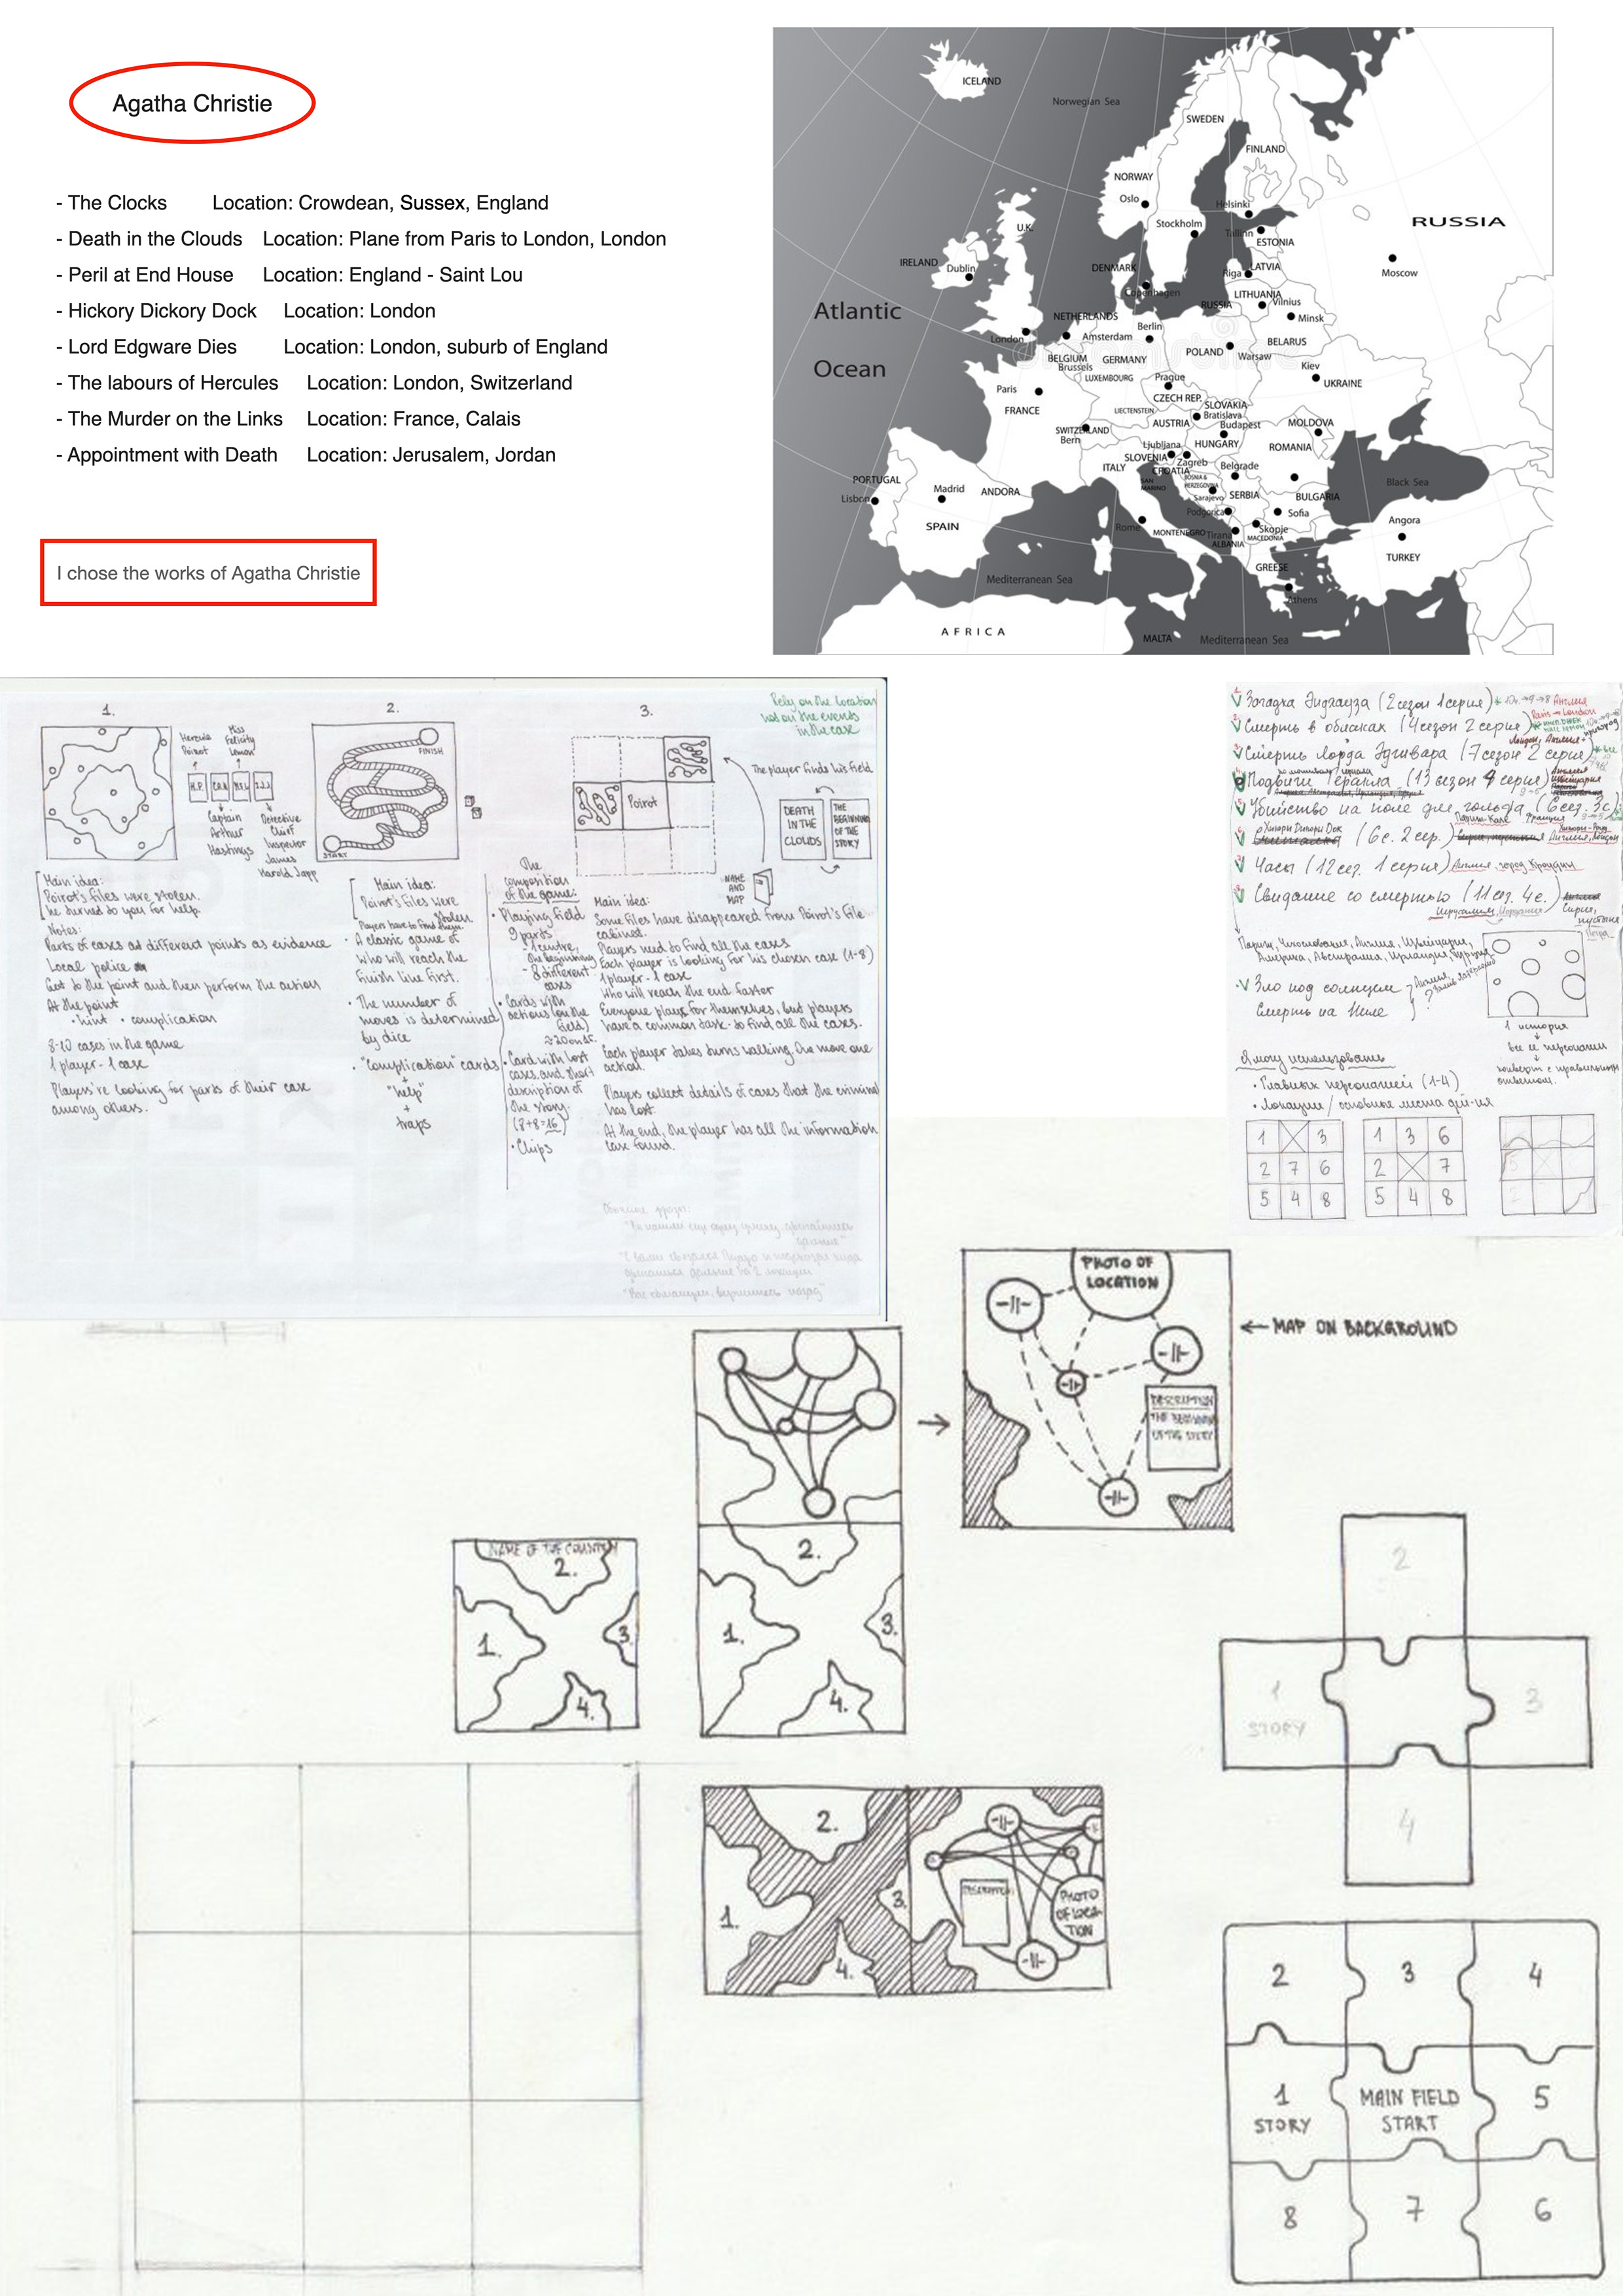 Agatha Christie
- The Clocks Location: Crowdean, Sussex, England
- Death in the Clouds Location: Plane from Paris to London, London
- Peril at End House Location: England - Saint Lou
- Hickory Dickory Dock Location: London
- Lord Edgware Dies Location: London, suburb of England
- The labours of Hercules Location: London, Switzerland
- The Murder on the Links Location: France, Calais
- Appointment with Death Location: Jerusalem, Jordan
I chose the works of Agatha Christie
ICELAND
Norwegian Sea
SWEDEN
FINLAND
NORWAY
Oslo
Helsinki
Stockholm
Tallinn
ESTONIA
RUSSIA
Moscow
U.K.
IRELAND
Dublin
DENMARK
Copenhagen
Riga
LATVIA
LITHUANIA
Vilnius
RUSSIA
Minsk
Atlantic
Ocean
NETHERLANDS
London
Amsterdam
Berlin
BELARUS
BELGIUM
Brussels
GERMANY
POLAND
Warsaw
LUXEMBOURG
Kiev
UKRAINE
Paris
FRANCE
Prague
CZECH REP.
LIECTENSTEIN
SLOVAKIA
Bratislava
AUSTRIA
Budapest
MOLDOVA
SWITZERLAND
Bern
HUNGARY
ROMANIA
Ljubljana
SLOVENIA
Zagreb
CROATIA
ITALY
SAN
MARINO
BOSNIA &
HERZEGOVINA
Belgrade
SERBIA
Sarajevo
BULGARIA
Sofia
Black Sea
PORTUGAL
Lisbon
Madrid
SPAIN
ANDORA
Rome
MONTENEGRO
Podgorica
Tirana
ALBANIA
Skopje
MACEDONIA
Angora
TURKEY
GREESE
Athens
Mediterranean Sea
AFRICA
MALTA
Mediterranean Sea
1.
Hercule
Poirot
Miss
Felicity
Lemon
H.P.
Captain
Arthur
Hastings
Detective
Chief
Inspector
James
Harold Japp
Main idea:
Poirot's files were stolen.
he turned to you for help.
Notes:
Parts of cases at different points as evidence
Local police
Get to the point and then perform the action
At the point
• hint • complication
8-10 cases in the game
1 player - 1 case
Players're looking for parts of their case
among others.
2.
FINISH
START
Main idea:
Poirot's files were
stolen
Players have to find them.
• A classic game of
who will reach the
finish line first.
• The number of
moves is determined
by dice
• "Complication" cards
+
"help"
+
traps
3.
Rely on the location
not on the events
in the case
Poirot
The player finds his field
DEATH
IN THE
CLOUDS
THE
BEGINNING
OF THE
STORY
NAME
AND
MAP
The
composition
of the game:
• Playing field
9 parts
- 1 centre,
the beginning
- 8 different
cases
• Cards with
actions (on the
field)
• Card with lost
cases and short
description of
the story.
(8+8=16)
• Chips
Main idea:
Some files have disappeared from Poirot's file
cabinet.
Players need to find all the cases
Each player is looking for his chosen case (1-8)
1 player - 1 case
Who will reach the end faster
Everyone plays for themselves, but players
have a common task - to find all the cases.
Each player takes turns walking. One move one
action.
Players collect details of cases that the criminal
has lost.
At the end, the player has all the information
case found.
Загадка Эндхауза (2 сезон 1 серия)
Англия
Смерть в облаках (4 сезон 2 серия)
Paris → London
Смерть лорда Эджвара (7 сезон 2 серия)
Подвиги Геракла (13 сезон 4 серия)
Убийство на поле для гольфа (6 сез. 3 с)
Хикори Дикори Док
(6 с. 2 сер.)
Часы (12 сез. 1 серия)
Свидание со смертью (11 сез. 4 с.)
Сирия,
пустыня
Зло под солнцем
Смерть на Ниле
1 история
все её персонажи
конверт с правильным
ответом.
Я могу использовать
• Главных персонажей (1-4)
• Локации / основные места
1 3
2 7 6
5 4 8
1 3 6
2 7
5 4 8
PHOTO OF
LOCATION
← MAP ON BACKGROUND
DESCRIPTION
THE BEGINNING
OF THE STORY
NAME OF THE COUNTRY
2.
1.
3.
4.
2.
1.
3.
4.
2
1
STORY
3
4
2.
1.
3.
4.
DESCRIPTION
PHOTO
OF LOCA-
TION
2 3 4
1
STORY
MAIN FIELD
START
5
8 7 6